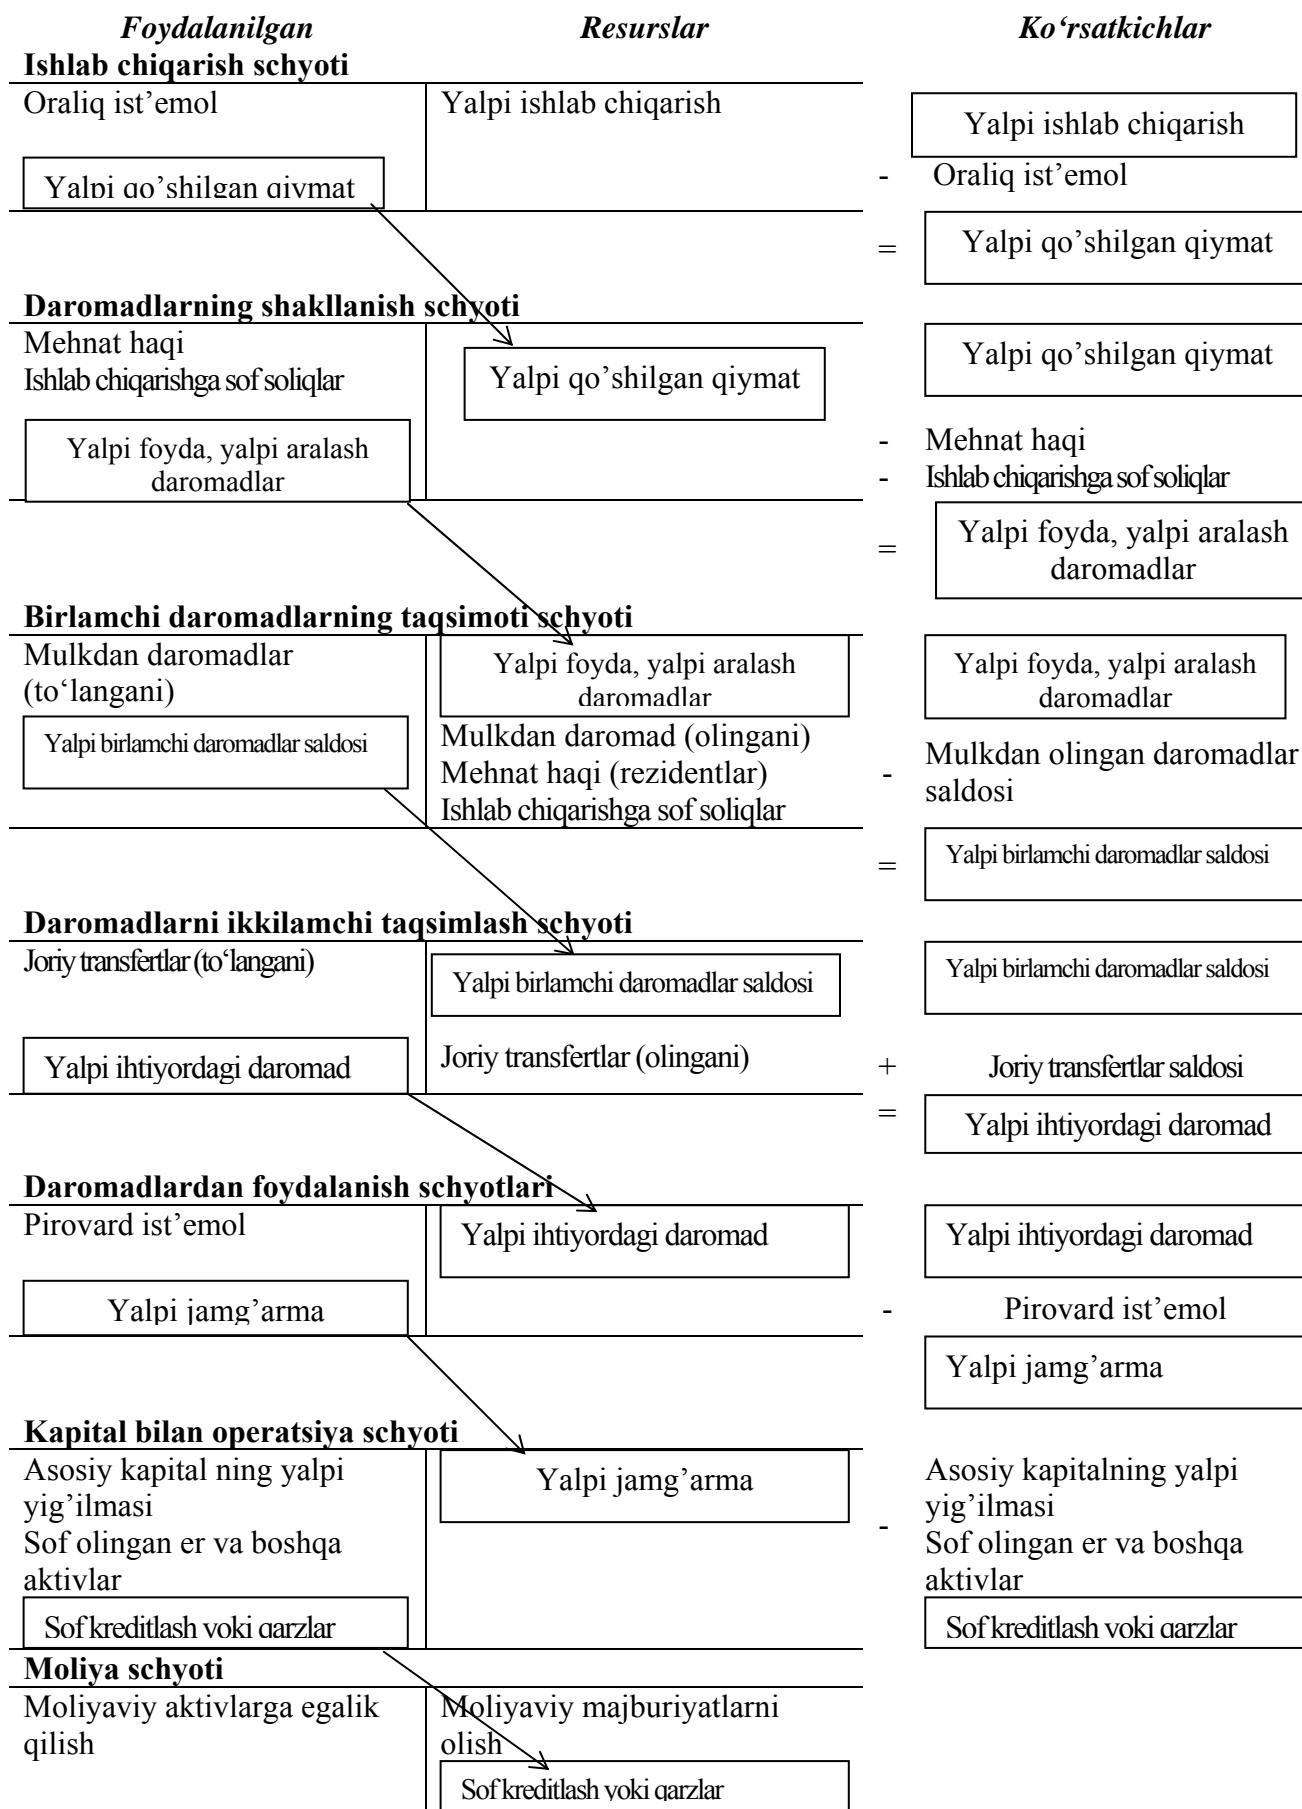 Foydalanilgan Resurslar Ko‘rsatkichlar
Ishlab chiqarish schyoti
Oraliq ist’emol Yalpi ishlab chiqarish
Yalpi ishlab chiqarish
Yalpi qo’shilgan qiymat
- Oraliq ist’emol
= Yalpi qo’shilgan qiymat
Daromadlarning shakllanish schyoti
Mehnat haqi
Ishlab chiqarishga sof soliqlar
Yalpi qo’shilgan qiymat
Yalpi qo’shilgan qiymat
Yalpi foyda, yalpi aralash
daromadlar
- Mehnat haqi
- Ishlab chiqarishga sof soliqlar
= Yalpi foyda, yalpi aralash
daromadlar
Birlamchi daromadlarning taqsimoti schyoti
Mulkdan daromadlar
(to‘langani)
Yalpi birlamchi daromadlar saldosi
Yalpi foyda, yalpi aralash
daromadlar
Mulkdan daromad (olingani)
Mehnat haqi (rezidentlar)
Ishlab chiqarishga sof soliqlar
Yalpi foyda, yalpi aralash
daromadlar
- Mulkdan olingan daromadlar
saldosi
= Yalpi birlamchi daromadlar saldosi
Daromadlarni ikkilamchi taqsimlash schyoti
Joriy transfertlar (to‘langani)
Yalpi ihtiyordagi daromad
Yalpi birlamchi daromadlar saldosi
Joriy transfertlar (olingani)
Yalpi birlamchi daromadlar saldosi
+ Joriy transfertlar saldosi
= Yalpi ihtiyordagi daromad
Daromadlardan foydalanish schyotlari
Pirovard ist’emol
Yalpi jamg’arma
Yalpi ihtiyordagi daromad
Yalpi ihtiyordagi daromad
- Pirovard ist’emol
Yalpi jamg’arma
Kapital bilan operatsiya schyoti
Asosiy kapital ning yalpi
yig’ilmasi
Sof olingan er va boshqa
aktivlar
Sof kreditlash yoki qarzlar
Yalpi jamg’arma
- Asosiy kapitalning yalpi
yig’ilmasi
Sof olingan er va boshqa
aktivlar
Sof kreditlash yoki qarzlar
Moliya schyoti
Moliyaviy aktivlarga egalik
qilish
Moliyaviy majburiyatlarni
olish
Sof kreditlash yoki qarzlar